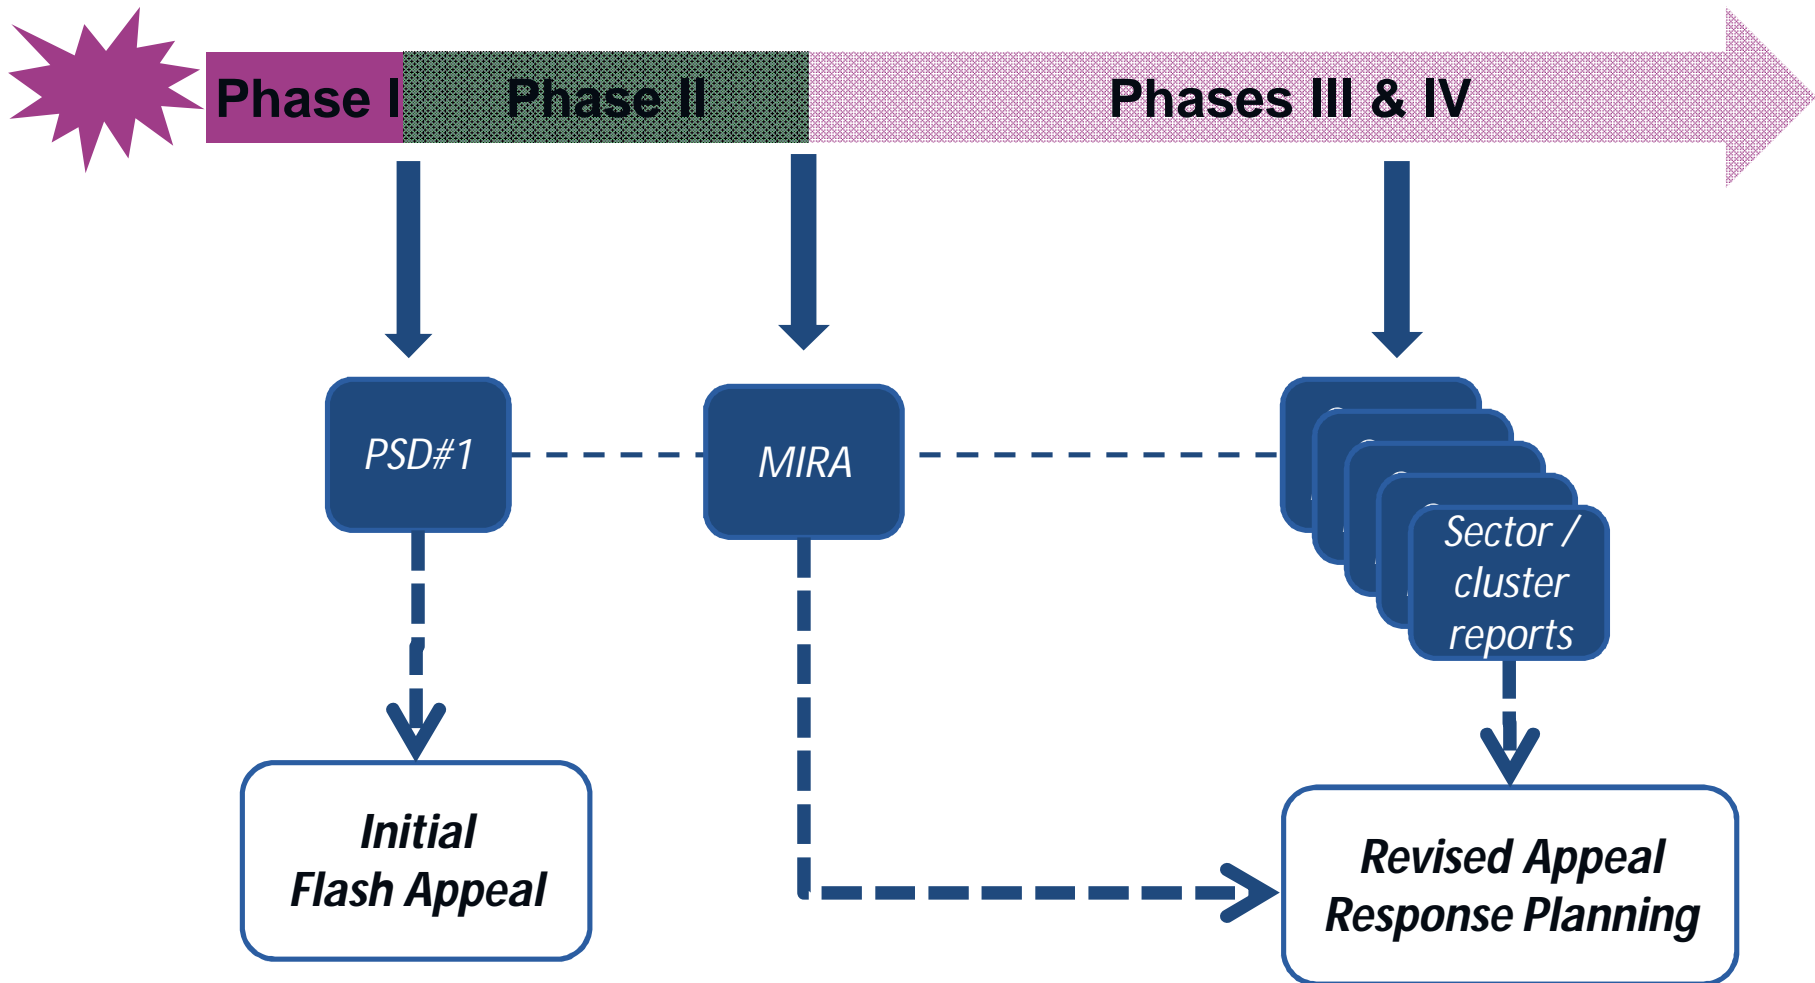 Phase I
Phase II
Phases III & IV
PSD#1
MIRA
Sector /
cluster
reports
Initial
Flash Appeal
Revised Appeal
Response Planning